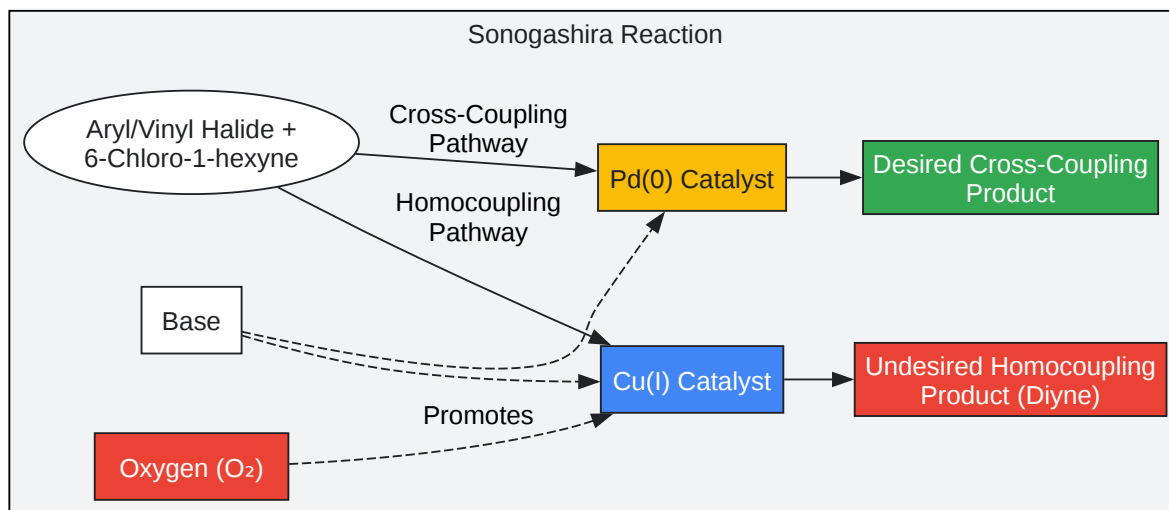 Sonogashira Reaction
Aryl/Vinyl Halide +
6-Chloro-1-hexyne
Cross-Coupling
Pathway
Pd(0) Catalyst
Desired Cross-Coupling
Product
Homocoupling
Pathway
Base
Cu(I) Catalyst
Undesired Homocoupling
Product (Diyne)
Promotes
Oxygen (O₂)